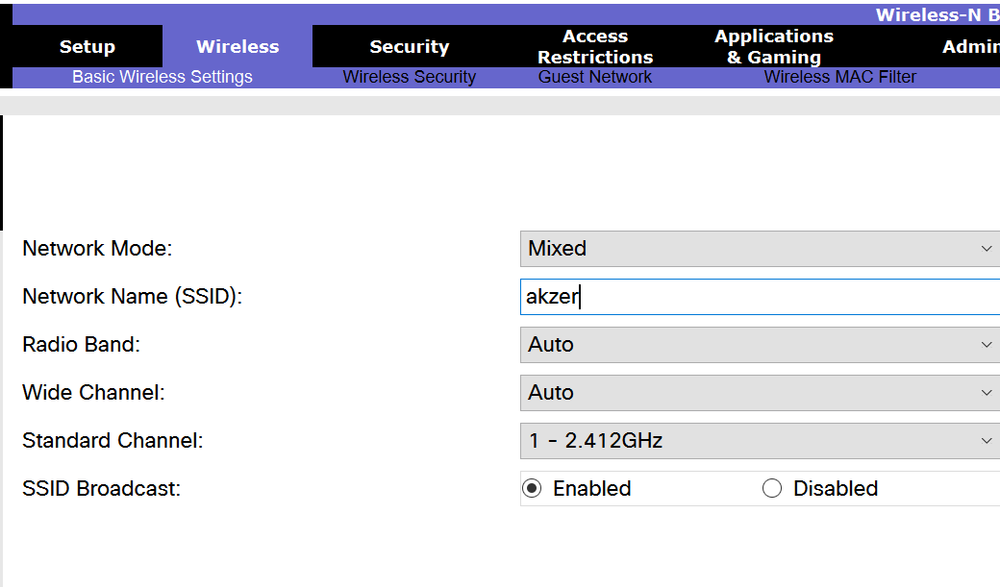 Wireless-N B
Setup Wireless Security Access Restrictions Applications & Gaming Admin
Basic Wireless Settings Wireless Security Guest Network Wireless MAC Filter
Network Mode: Mixed
Network Name (SSID): akzer
Radio Band: Auto
Wide Channel: Auto
Standard Channel: 1 - 2.412GHz
SSID Broadcast: Enabled Disabled